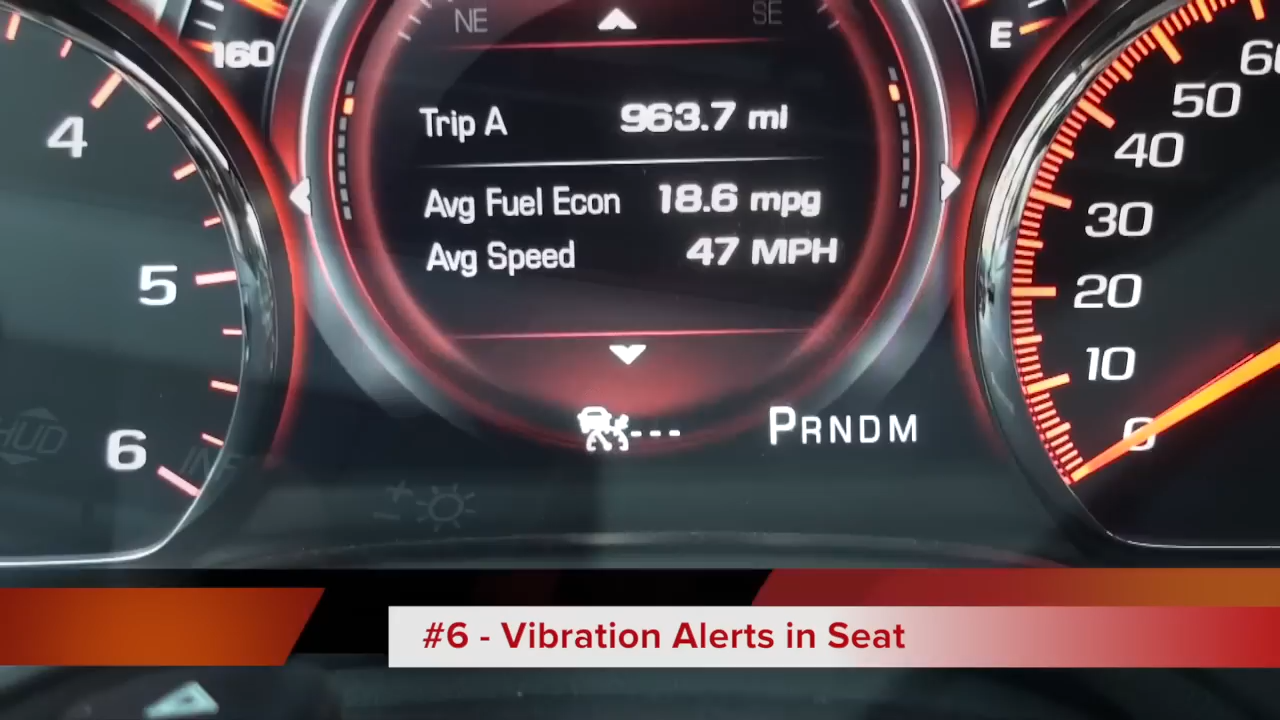 NE SE
160 E
60
50
4 Trip A 963.7 mi
40
Avg Fuel Econ 18.6 mpg 30
Avg Speed 47 MPH
5 20
10
HUD
6 PRNDM 0
#6 - Vibration Alerts in Seat